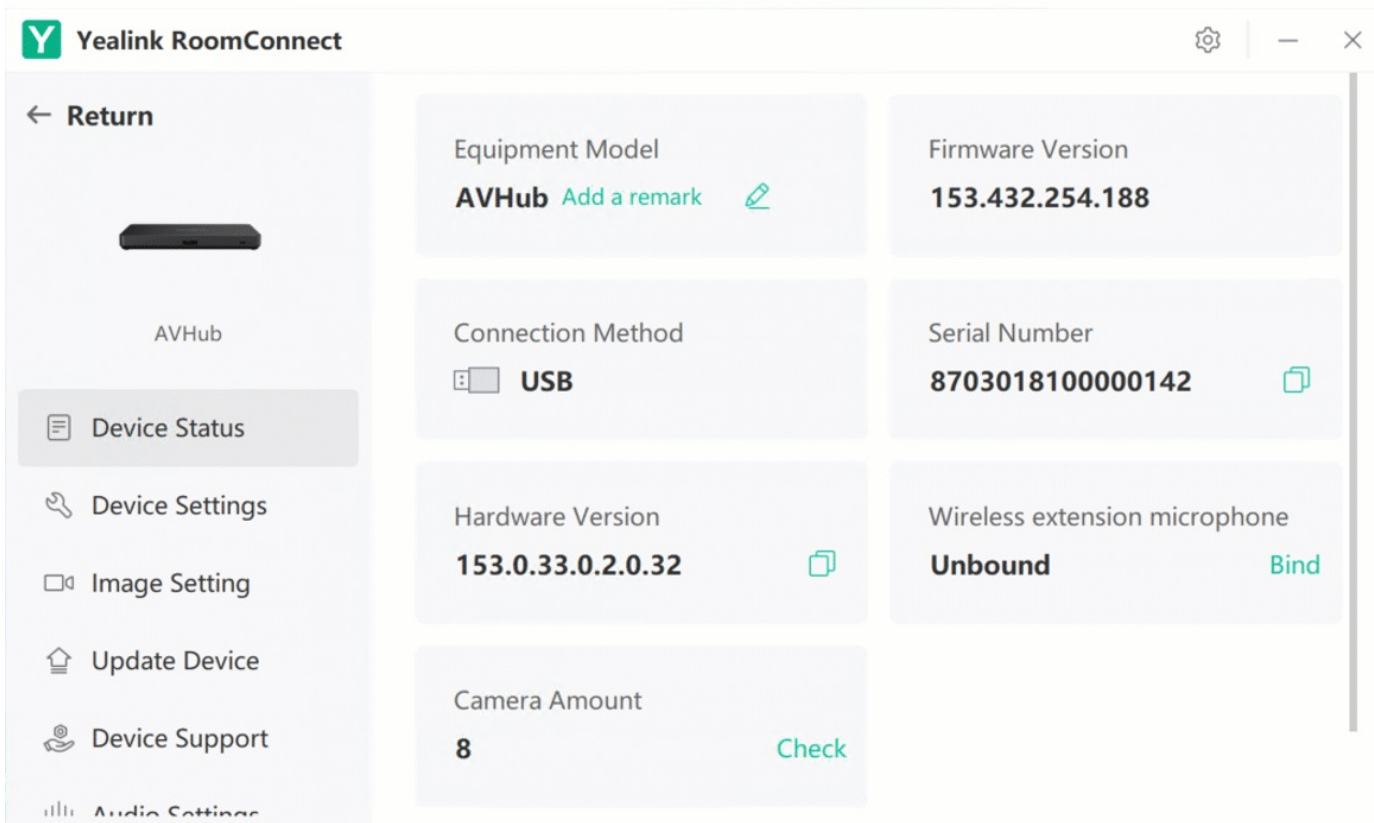 Yealink RoomConnect
Return
AVHub
Device Status
Device Settings
Image Setting
Update Device
Device Support
Audio Settings
Equipment Model
AVHub Add a remark
Firmware Version
153.432.254.188
Connection Method
USB
Serial Number
8703018100000142
Hardware Version
153.0.33.0.2.0.32
Wireless extension microphone
Unbound Bind
Camera Amount
8 Check